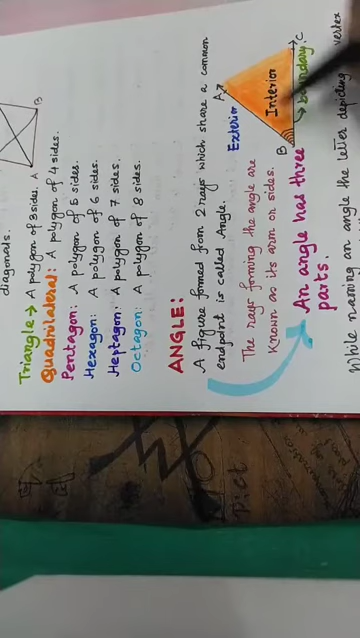 diagonals.
A
B
Triangle → A polygon of 3 sides.
Quadrilateral: A polygon of 4 sides.
Pentagon: A polygon of 5 sides.
Hexagon: A polygon of 6 sides.
Heptagon: A polygon of 7 sides.
Octagon: A polygon of 8 sides.
ANGLE:
A figure formed from 2 rays which share a common
endpoint is called Angle.
The rays forming the angle are
known as its arm or sides.
A
Exterior
Interior
B
C
boundary.
An angle has three
parts.
While naming an angle the letter depicting vertex